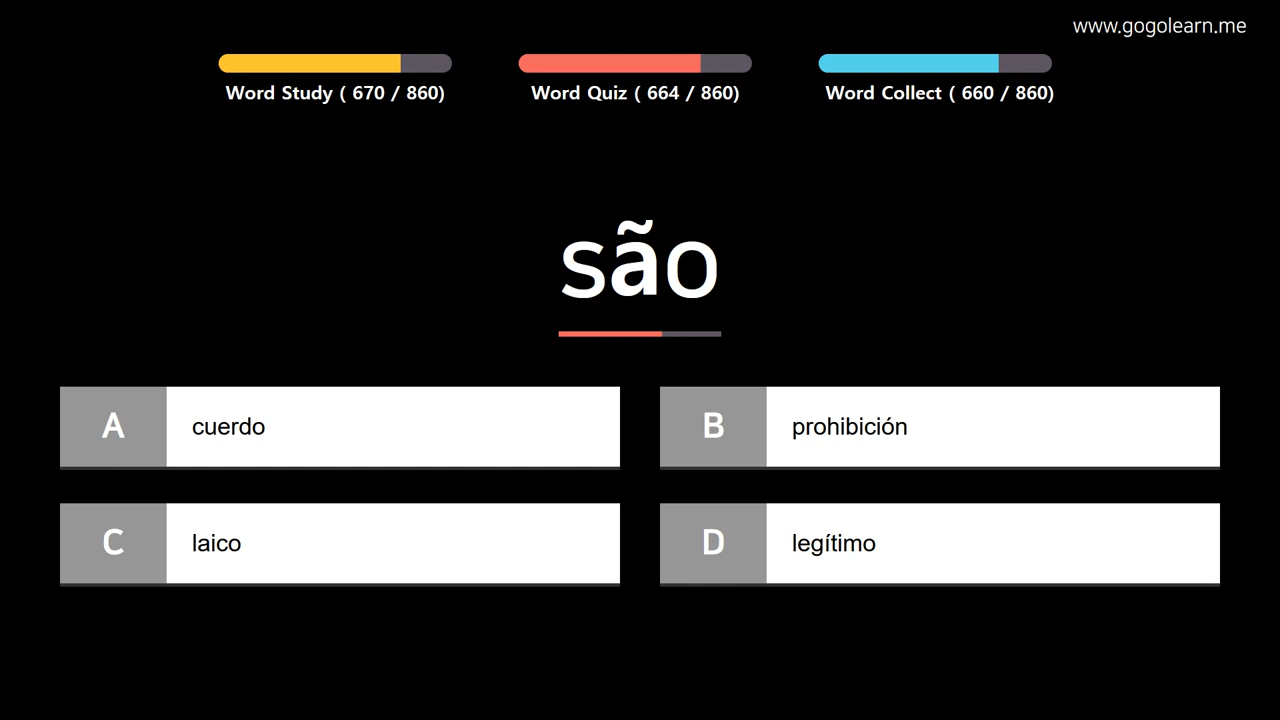 www.gogolearn.me
Word Study ( 670 / 860)
Word Quiz ( 664 / 860)
Word Collect ( 660 / 860)
são
A cuerdo
B prohibición
C laico
D legítimo